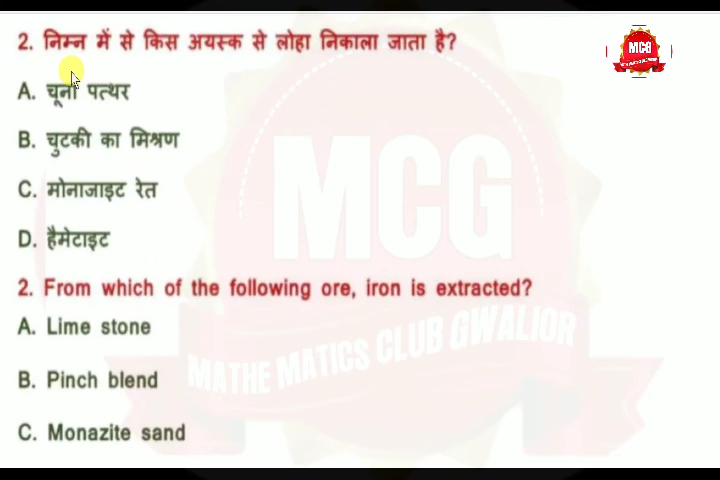 2. निम्न में से किस अयस्क से लोहा निकाला जाता है?
MCG
A. चूना पत्थर
B. चुटकी का मिश्रण
C. मोनाजाइट रेत
D. हैमेटाइट
MCG
2. From which of the following ore, iron is extracted?
A. Lime stone
MATHE MATICS CLUB GWALIOR
B. Pinch blend
C. Monazite sand